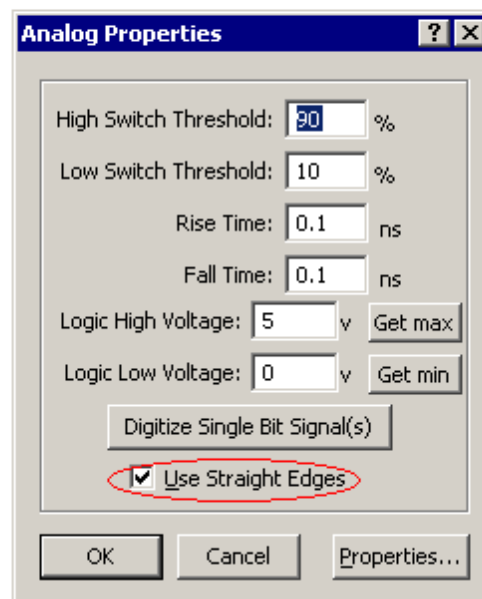 Analog Properties ? X
High Switch Threshold: 90 %
Low Switch Threshold: 10 %
Rise Time: 0.1 ns
Fall Time: 0.1 ns
Logic High Voltage: 5 v Get max
Logic Low Voltage: 0 v Get min
Digitize Single Bit Signal(s)
Use Straight Edges
OK Cancel Properties...